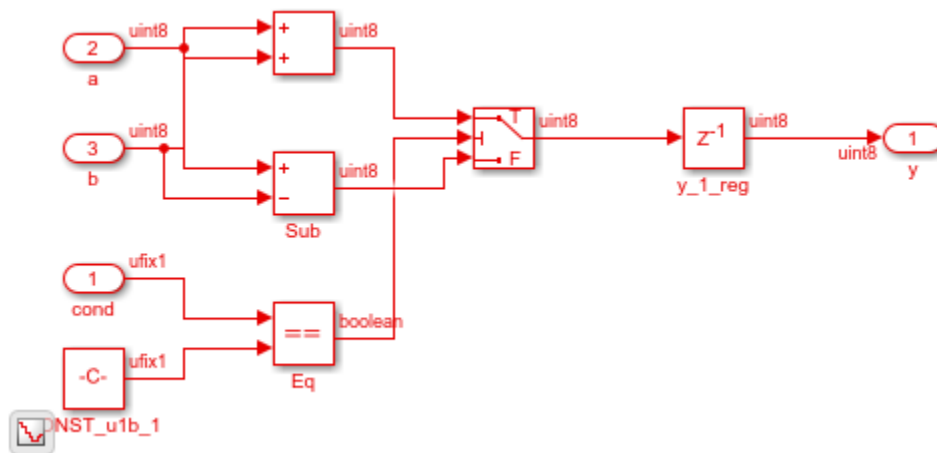 uint8
2
a
+
+
uint8
uint8
3
b
+
−
uint8
Sub
T
F
uint8
Z-1
uint8
y_1_reg
uint8
1
y
ufix1
1
cond
==
boolean
Eq
-C-
ufix1
NST_u1b_1